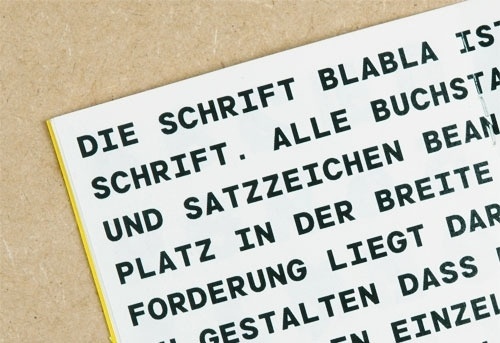 DIE SCHRIFT BLABLA IST
SCHRIFT. ALLE BUCHSTA
UND SATZZEICHEN BEAN
PLATZ IN DER BREITE
FORDERUNG LIEGT DAR
GESTALTEN DASS
EINZEL